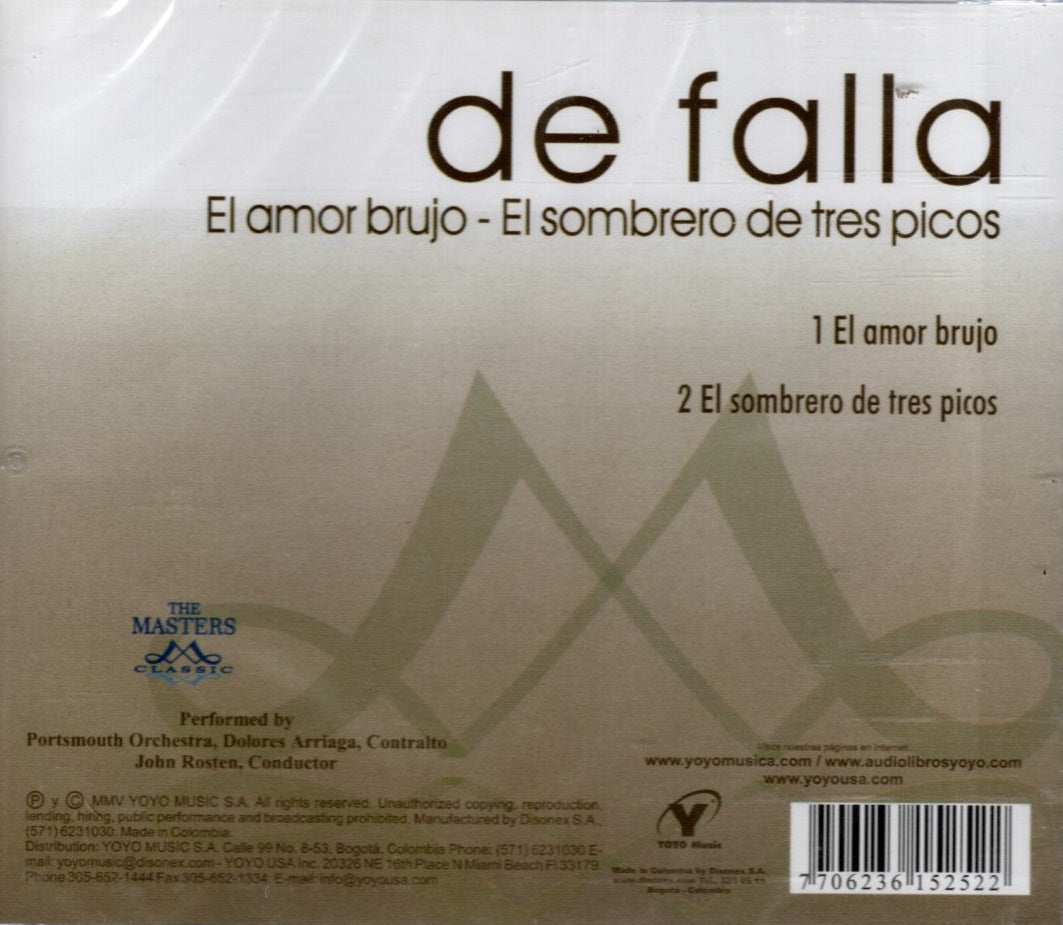 de falla
El amor brujo - El sombrero de tres picos
1 El amor brujo
2 El sombrero de tres picos
THE
MASTERS
M
CLASSIC
Performed by
Portsmouth Orchestra, Dolores Arriaga, Contralto
John Rosten, Conductor
Ⓟ y Ⓒ MMV YOYO MUSIC S.A. All rights reserved. Unauthorized copying, reproduction,
lending, hiring, public performance and broadcasting prohibited. Manufactured by Disonex S.A.,
(571) 6231030. Made in Colombia.
Distribution: YOYO MUSIC S.A. Calle 99 No. 8-53, Bogotá, Colombia Phone: (571) 6231030 E-
mail: yoyomusic@disonex.com - YOYO USA Inc. 20326 NE 16th Place N Miami Beach Fl 33179
Phone 305-652-1444 Fax 305-652-1334 E-mail: info@yoyousa.com
Visite nuestras páginas en Internet:
www.yoyomusica.com / www.audiolibrosyoyo.com
www.yoyousa.com
Y
YOYO Music
Made in Colombia by Disonex S.A.
www.disonex.com Tel.: 623
Bogotá - Colombia
7 706236 152522